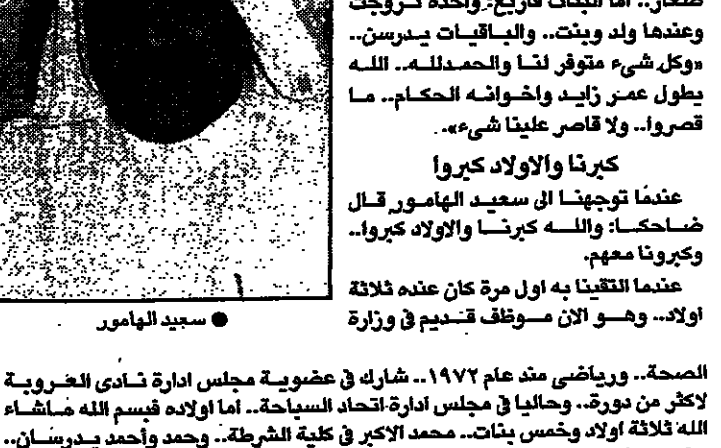 صغار.. اما البنات فاربع: واحدة تزوجت
وعندها ولد وبنت.. والباقيات يدرسن..
«وكل شيء متوفر لنا والحمدلله.. الله
يطول عمر زايد واخوانه الحكام.. ما
قصروا.. ولا قاصر علينا شيء».
كبرنا والاولاد كبروا
عندما توجهنا الى سعيد الهامور قال
ضاحكا: والله كبرنا والاولاد كبروا..
وكبرونا معهم.
عندما التقينا به اول مرة كان عنده ثلاثة
اولاد.. وهو الان موظف قديم في وزارة
● سعيد الهامور
الصحة.. ورياضى منذ عام ١٩٧٢.. شارك في عضوية مجلس ادارة نادى العروبة
لاكثر من دورة.. وحاليا في مجلس ادارة اتحاد السباحة.. أما اولاده فبسم الله ماشاء
الله ثلاثة اولاد وخمس بنات.. محمد الاكبر في كلية الشرطة.. وحمد وأحمد يدرسان..